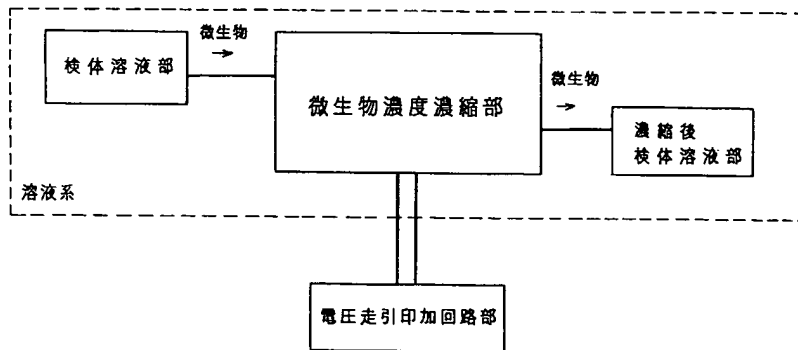 微生物
→
検体溶液部
微生物濃度濃縮部
微生物
→
濃縮後
検体溶液部
溶液系
電圧走引印加回路部